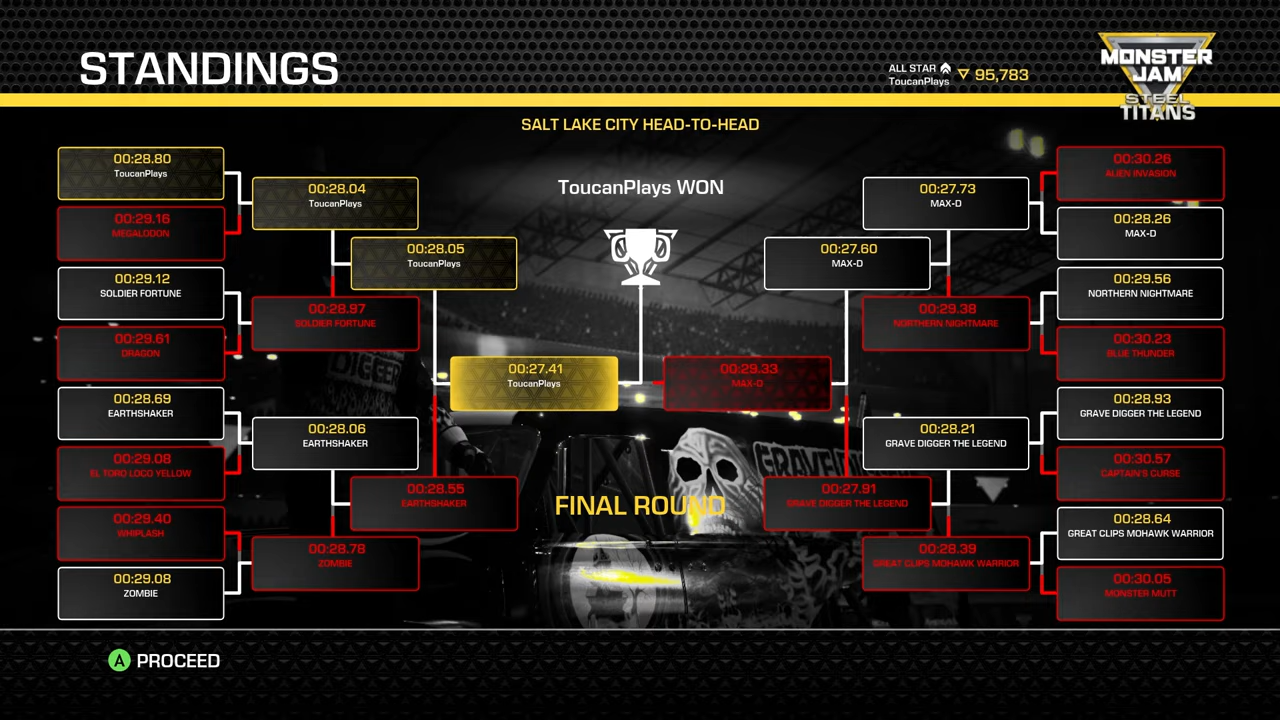 STANDINGS
ALL STAR
ToucanPlays
95,783
MONSTER
JAM
STEEL
TITANS
SALT LAKE CITY HEAD-TO-HEAD
ToucanPlays WON
00:28.80
ToucanPlays
00:29.16
MEGALODON
00:29.12
SOLDIER FORTUNE
00:29.61
DRAGON
00:28.69
EARTHSHAKER
00:29.08
EL TORO LOCO YELLOW
00:29.40
WHIPLASH
00:29.08
ZOMBIE
00:28.04
ToucanPlays
00:28.97
SOLDIER FORTUNE
00:28.06
EARTHSHAKER
00:28.78
ZOMBIE
00:28.05
ToucanPlays
00:28.55
EARTHSHAKER
00:27.41
ToucanPlays
00:29.33
MAX-D
FINAL ROUND
00:27.60
MAX-D
00:27.91
GRAVE DIGGER THE LEGEND
00:27.73
MAX-D
00:29.38
NORTHERN NIGHTMARE
00:28.21
GRAVE DIGGER THE LEGEND
00:28.39
GREAT CLIPS MOHAWK WARRIOR
00:30.26
ALIEN INVASION
00:28.26
MAX-D
00:29.56
NORTHERN NIGHTMARE
00:30.23
BLUE THUNDER
00:28.93
GRAVE DIGGER THE LEGEND
00:30.57
CAPTAIN'S CURSE
00:28.64
GREAT CLIPS MOHAWK WARRIOR
00:30.05
MONSTER MUTT
DIGGER
A PROCEED